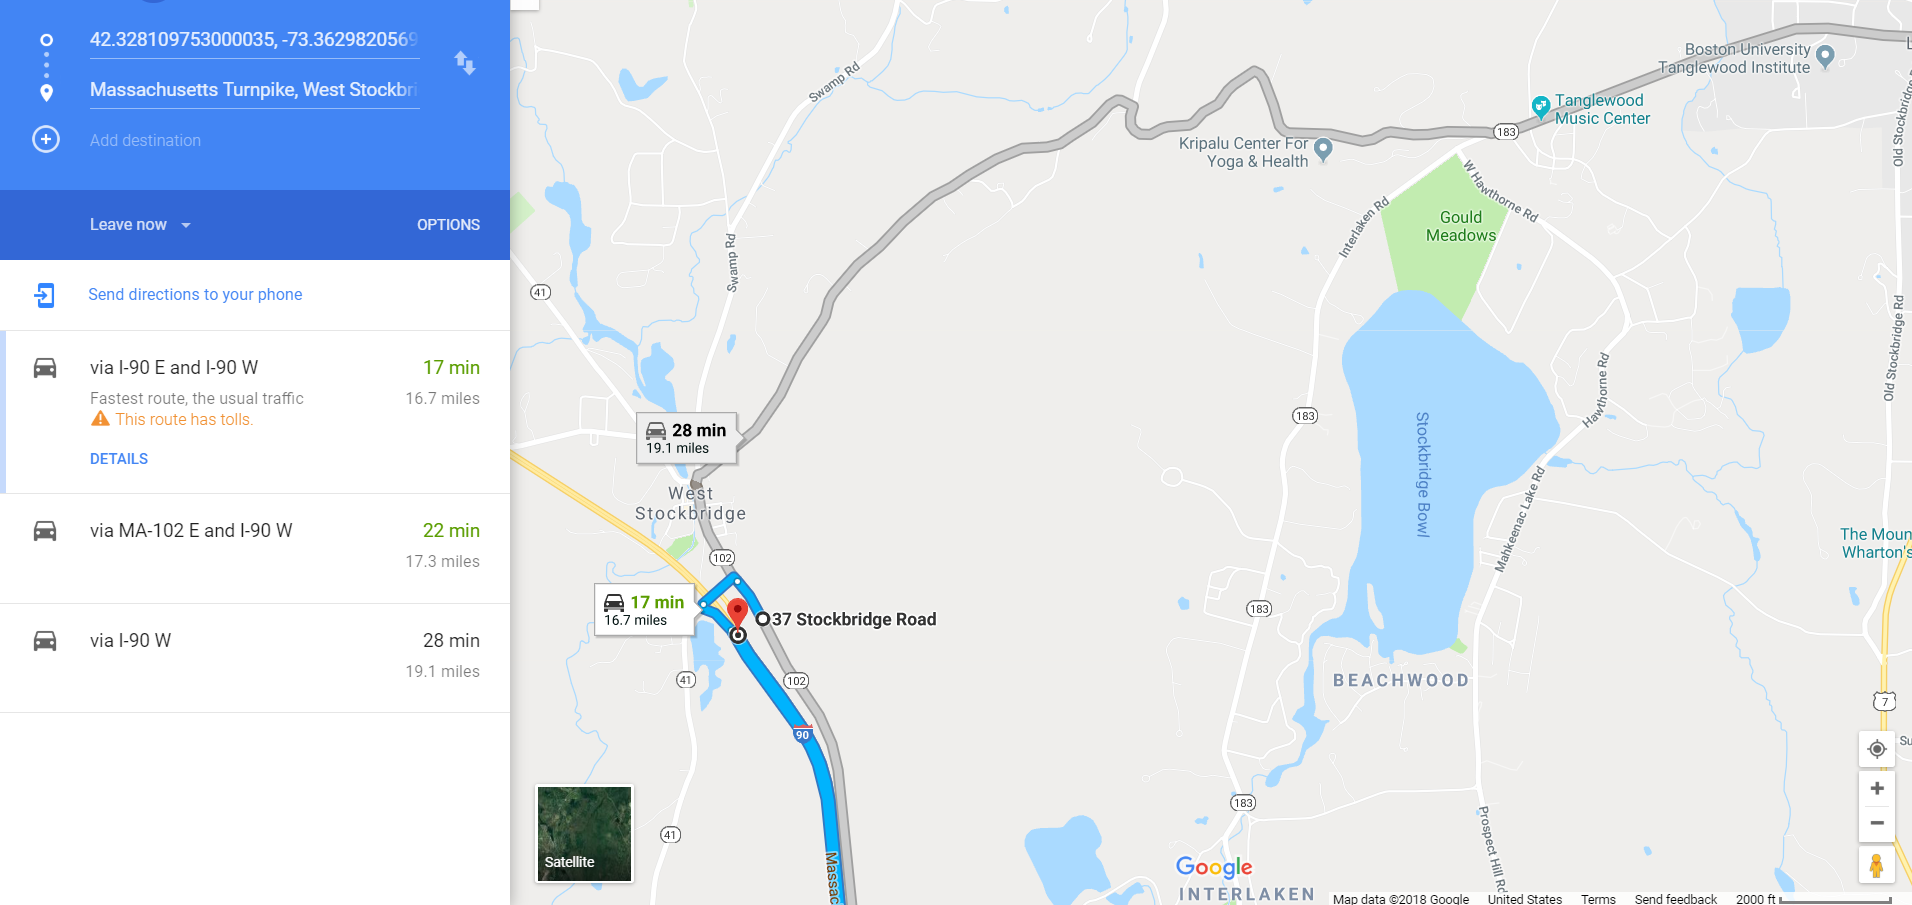 42.328109753000035, -73.3629820569
Massachusetts Turnpike, West Stockbri
Add destination
Leave now
OPTIONS
Send directions to your phone
via I-90 E and I-90 W
17 min
Fastest route, the usual traffic
16.7 miles
This route has tolls.
DETAILS
via MA-102 E and I-90 W
22 min
17.3 miles
via I-90 W
28 min
19.1 miles
Swamp Rd
Boston University
Tanglewood Institute
Tanglewood
Music Center
183
Kripalu Center For
Yoga & Health
W Hawthorne Rd
Old Stockbridge Rd
Interlaken Rd
Gould
Meadows
Swamp Rd
41
Old Stockbridge Rd
Hawthorne Rd
183
28 min
19.1 miles
Stockbridge Bowl
West
Stockbridge
Mahkeenac Lake Rd
The Moun
Wharton's
102
17 min
16.7 miles
37 Stockbridge Road
183
41
102
BEACHWOOD
7
90
Su
183
41
Prospect Hill Rd
Massac
Satellite
Google
INTERLAKEN
Map data ©2018 Google
United States
Terms
Send feedback
2000 ft